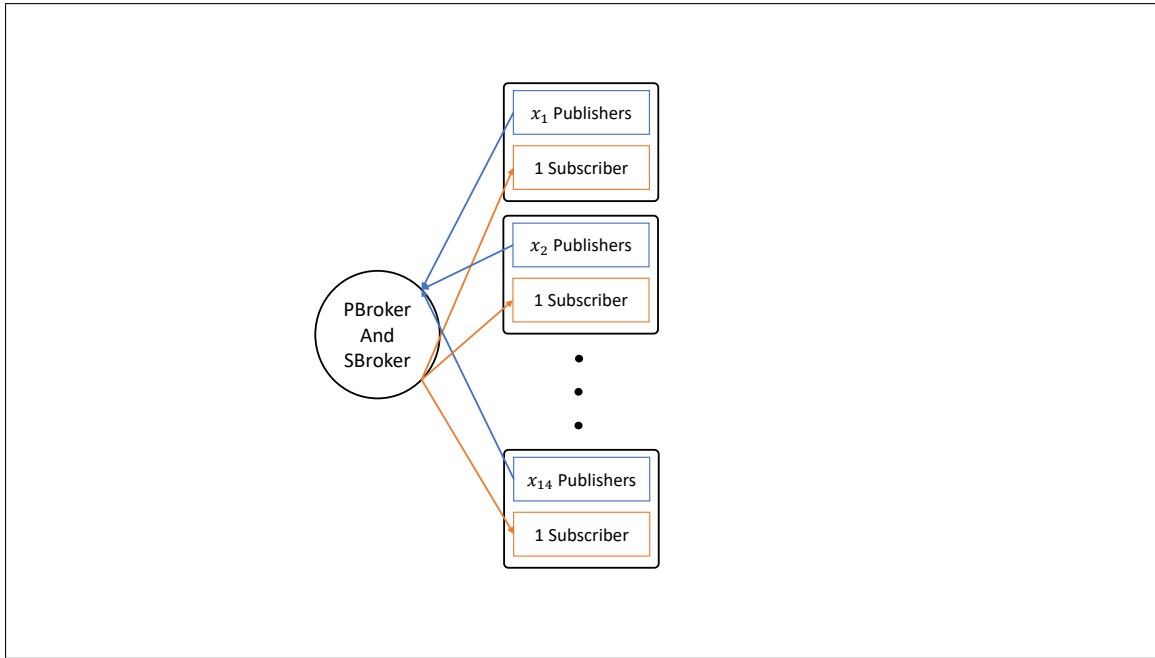 x₁ Publishers
1 Subscriber
x₂ Publishers
1 Subscriber
PBroker
And
SBroker
x₁₄ Publishers
1 Subscriber